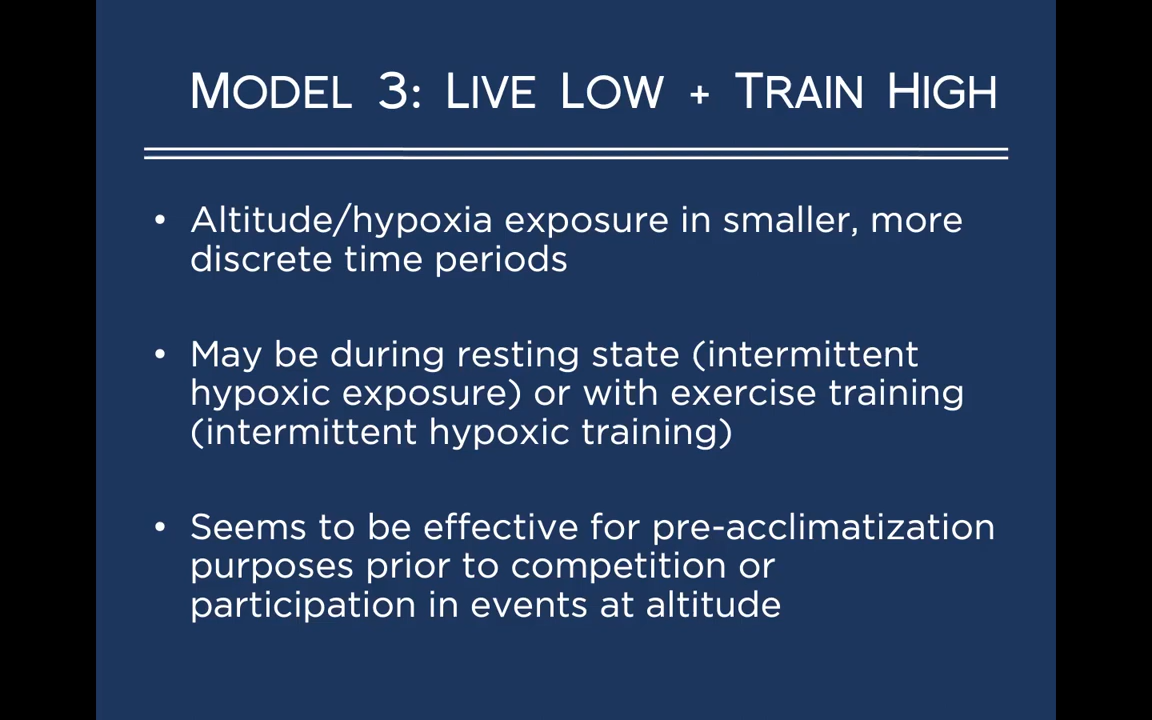 MODEL 3: LIVE LOW + TRAIN HIGH
• Altitude/hypoxia exposure in smaller, more
discrete time periods
• May be during resting state (intermittent
hypoxic exposure) or with exercise training
(intermittent hypoxic training)
• Seems to be effective for pre-acclimatization
purposes prior to competition or
participation in events at altitude